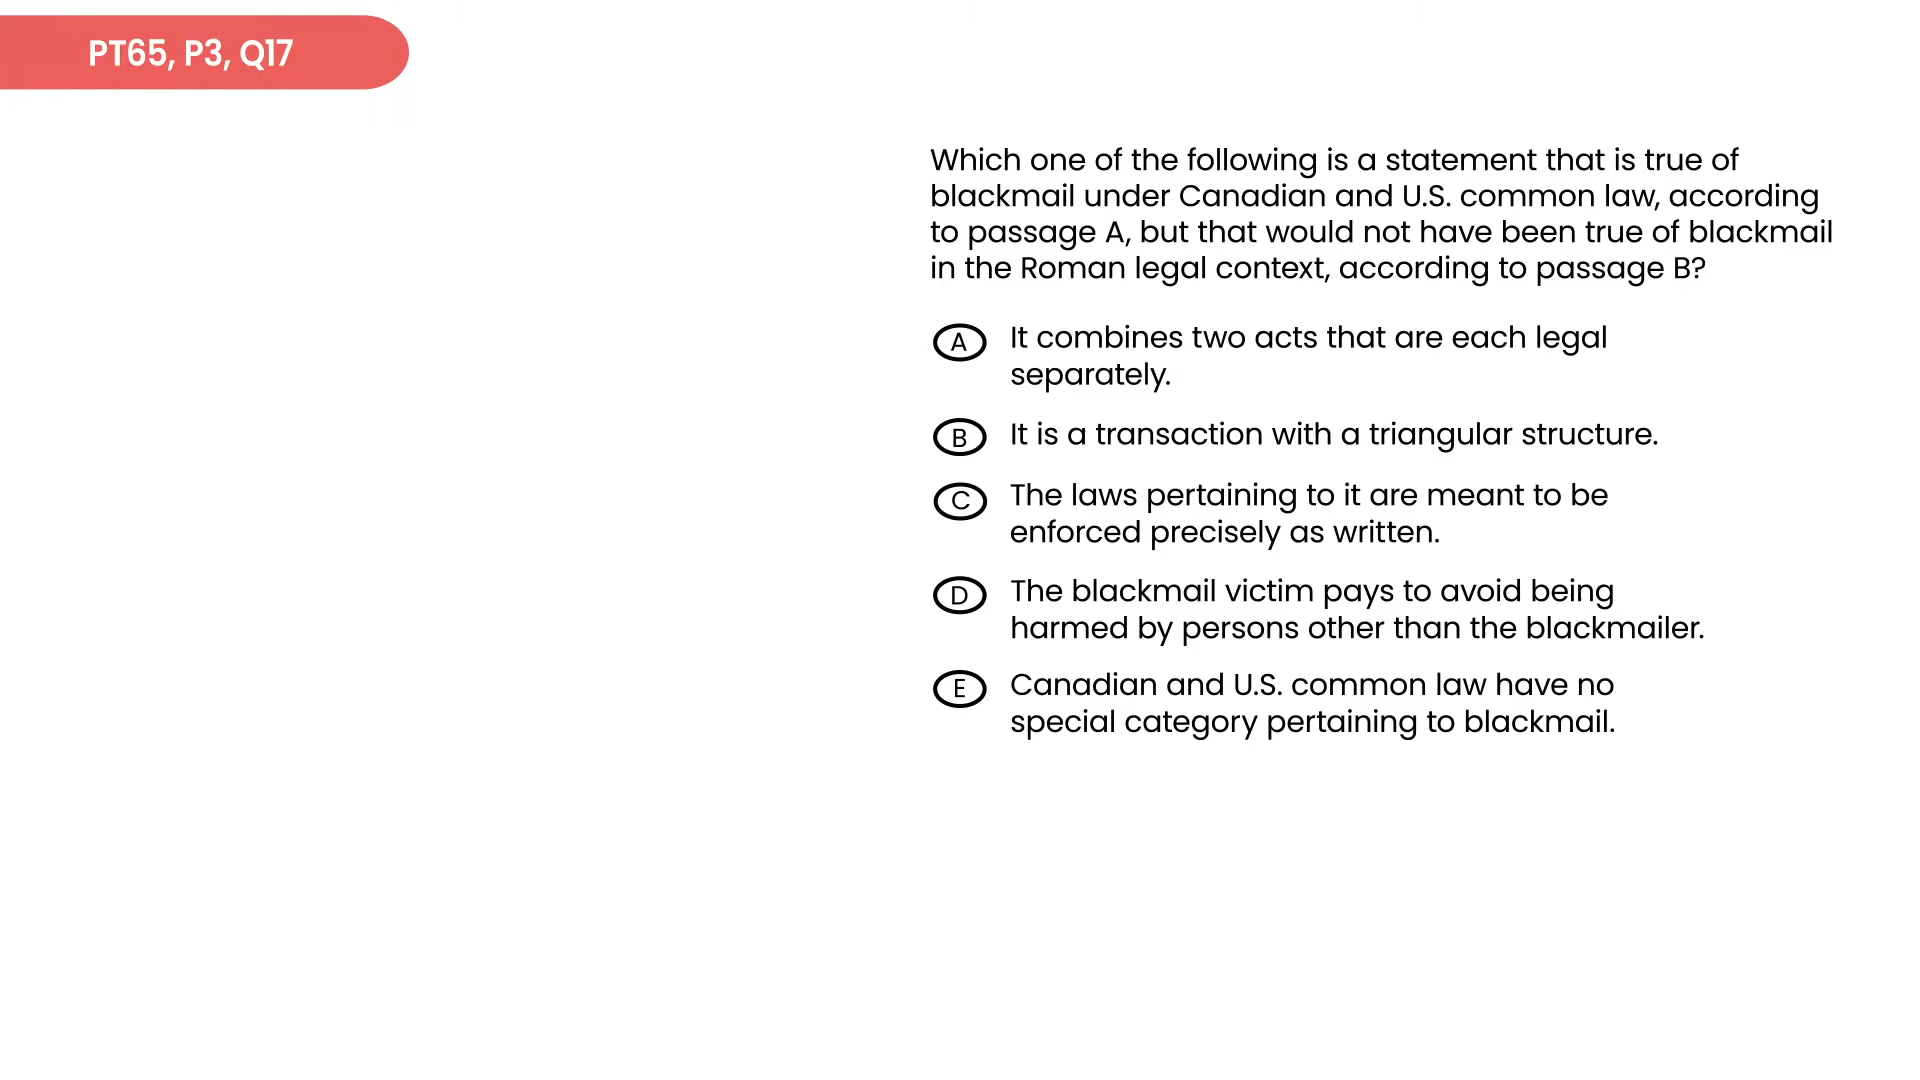 PT65, P3, Q17
Which one of the following is a statement that is true of
blackmail under Canadian and U.S. common law, according
to passage A, but that would not have been true of blackmail
in the Roman legal context, according to passage B?
A It combines two acts that are each legal
separately.
B It is a transaction with a triangular structure.
C The laws pertaining to it are meant to be
enforced precisely as written.
D The blackmail victim pays to avoid being
harmed by persons other than the blackmailer.
E Canadian and U.S. common law have no
special category pertaining to blackmail.